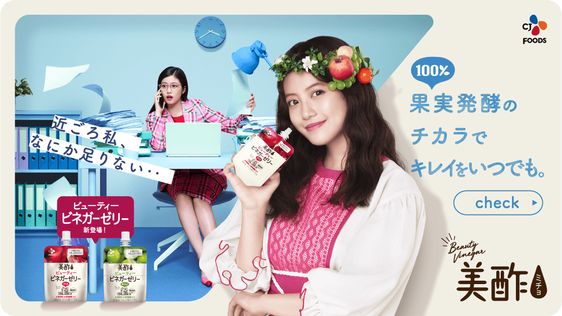 CJ
FOODS
100%
果実発酵の
チカラで
キレイをいつでも。
check
近ごろ私、
なにか足りない・・
ビューティー
ビネガーゼリー
新登場!
美酢
ビューティー
ビネガーゼリー
美酢
ビューティー
ビネガーゼリー
美酢
Beauty
Vinegar
美酢
ミチョ